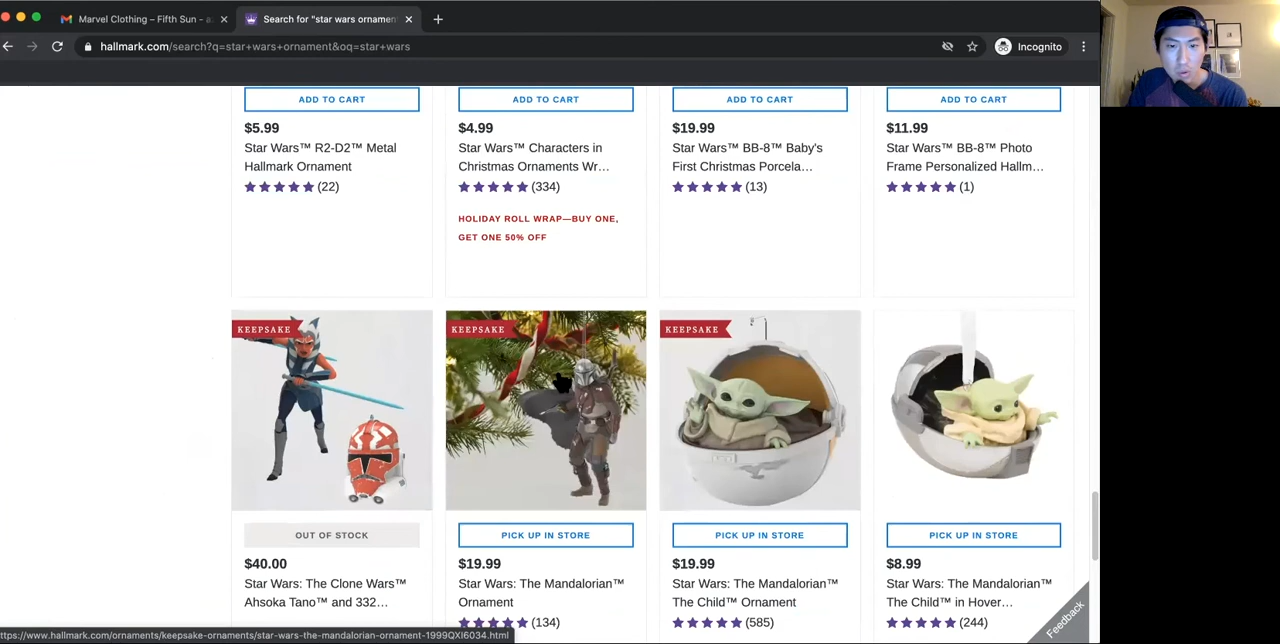 Marvel Clothing – Fifth Sun - a
Search for "star wars ornamen
hallmark.com/search?q=star+wars+ornament&oq=star+wars
Incognito
ADD TO CART
ADD TO CART
ADD TO CART
ADD TO CART
$5.99
$4.99
$19.99
$11.99
Star Wars™ R2-D2™ Metal
Hallmark Ornament
Star Wars™ Characters in
Christmas Ornaments Wr...
Star Wars™ BB-8™ Baby's
First Christmas Porcela...
Star Wars™ BB-8™ Photo
Frame Personalized Hallm...
(22)
(334)
(13)
(1)
HOLIDAY ROLL WRAP—BUY ONE,
GET ONE 50% OFF
KEEPSAKE
KEEPSAKE
KEEPSAKE
OUT OF STOCK
PICK UP IN STORE
PICK UP IN STORE
PICK UP IN STORE
$40.00
$19.99
$19.99
$8.99
Star Wars: The Clone Wars™
Ahsoka Tano™ and 332...
Star Wars: The Mandalorian™
Ornament
Star Wars: The Mandalorian™
The Child™ Ornament
Star Wars: The Mandalorian™
The Child™ in Hover...
(134)
(585)
(244)
Feedback
ttps://www.hallmark.com/ornaments/keepsake-ornaments/star-wars-the-mandalorian-ornament-1999QXI6034.html